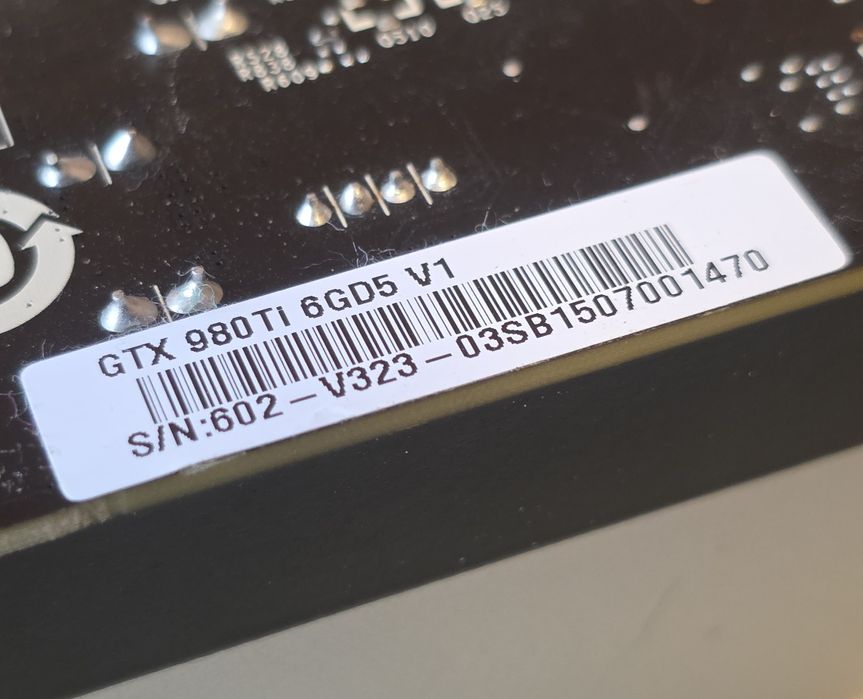 GTX 980Ti 6GD5 V1
S/N:602-V323-03SB1507001470